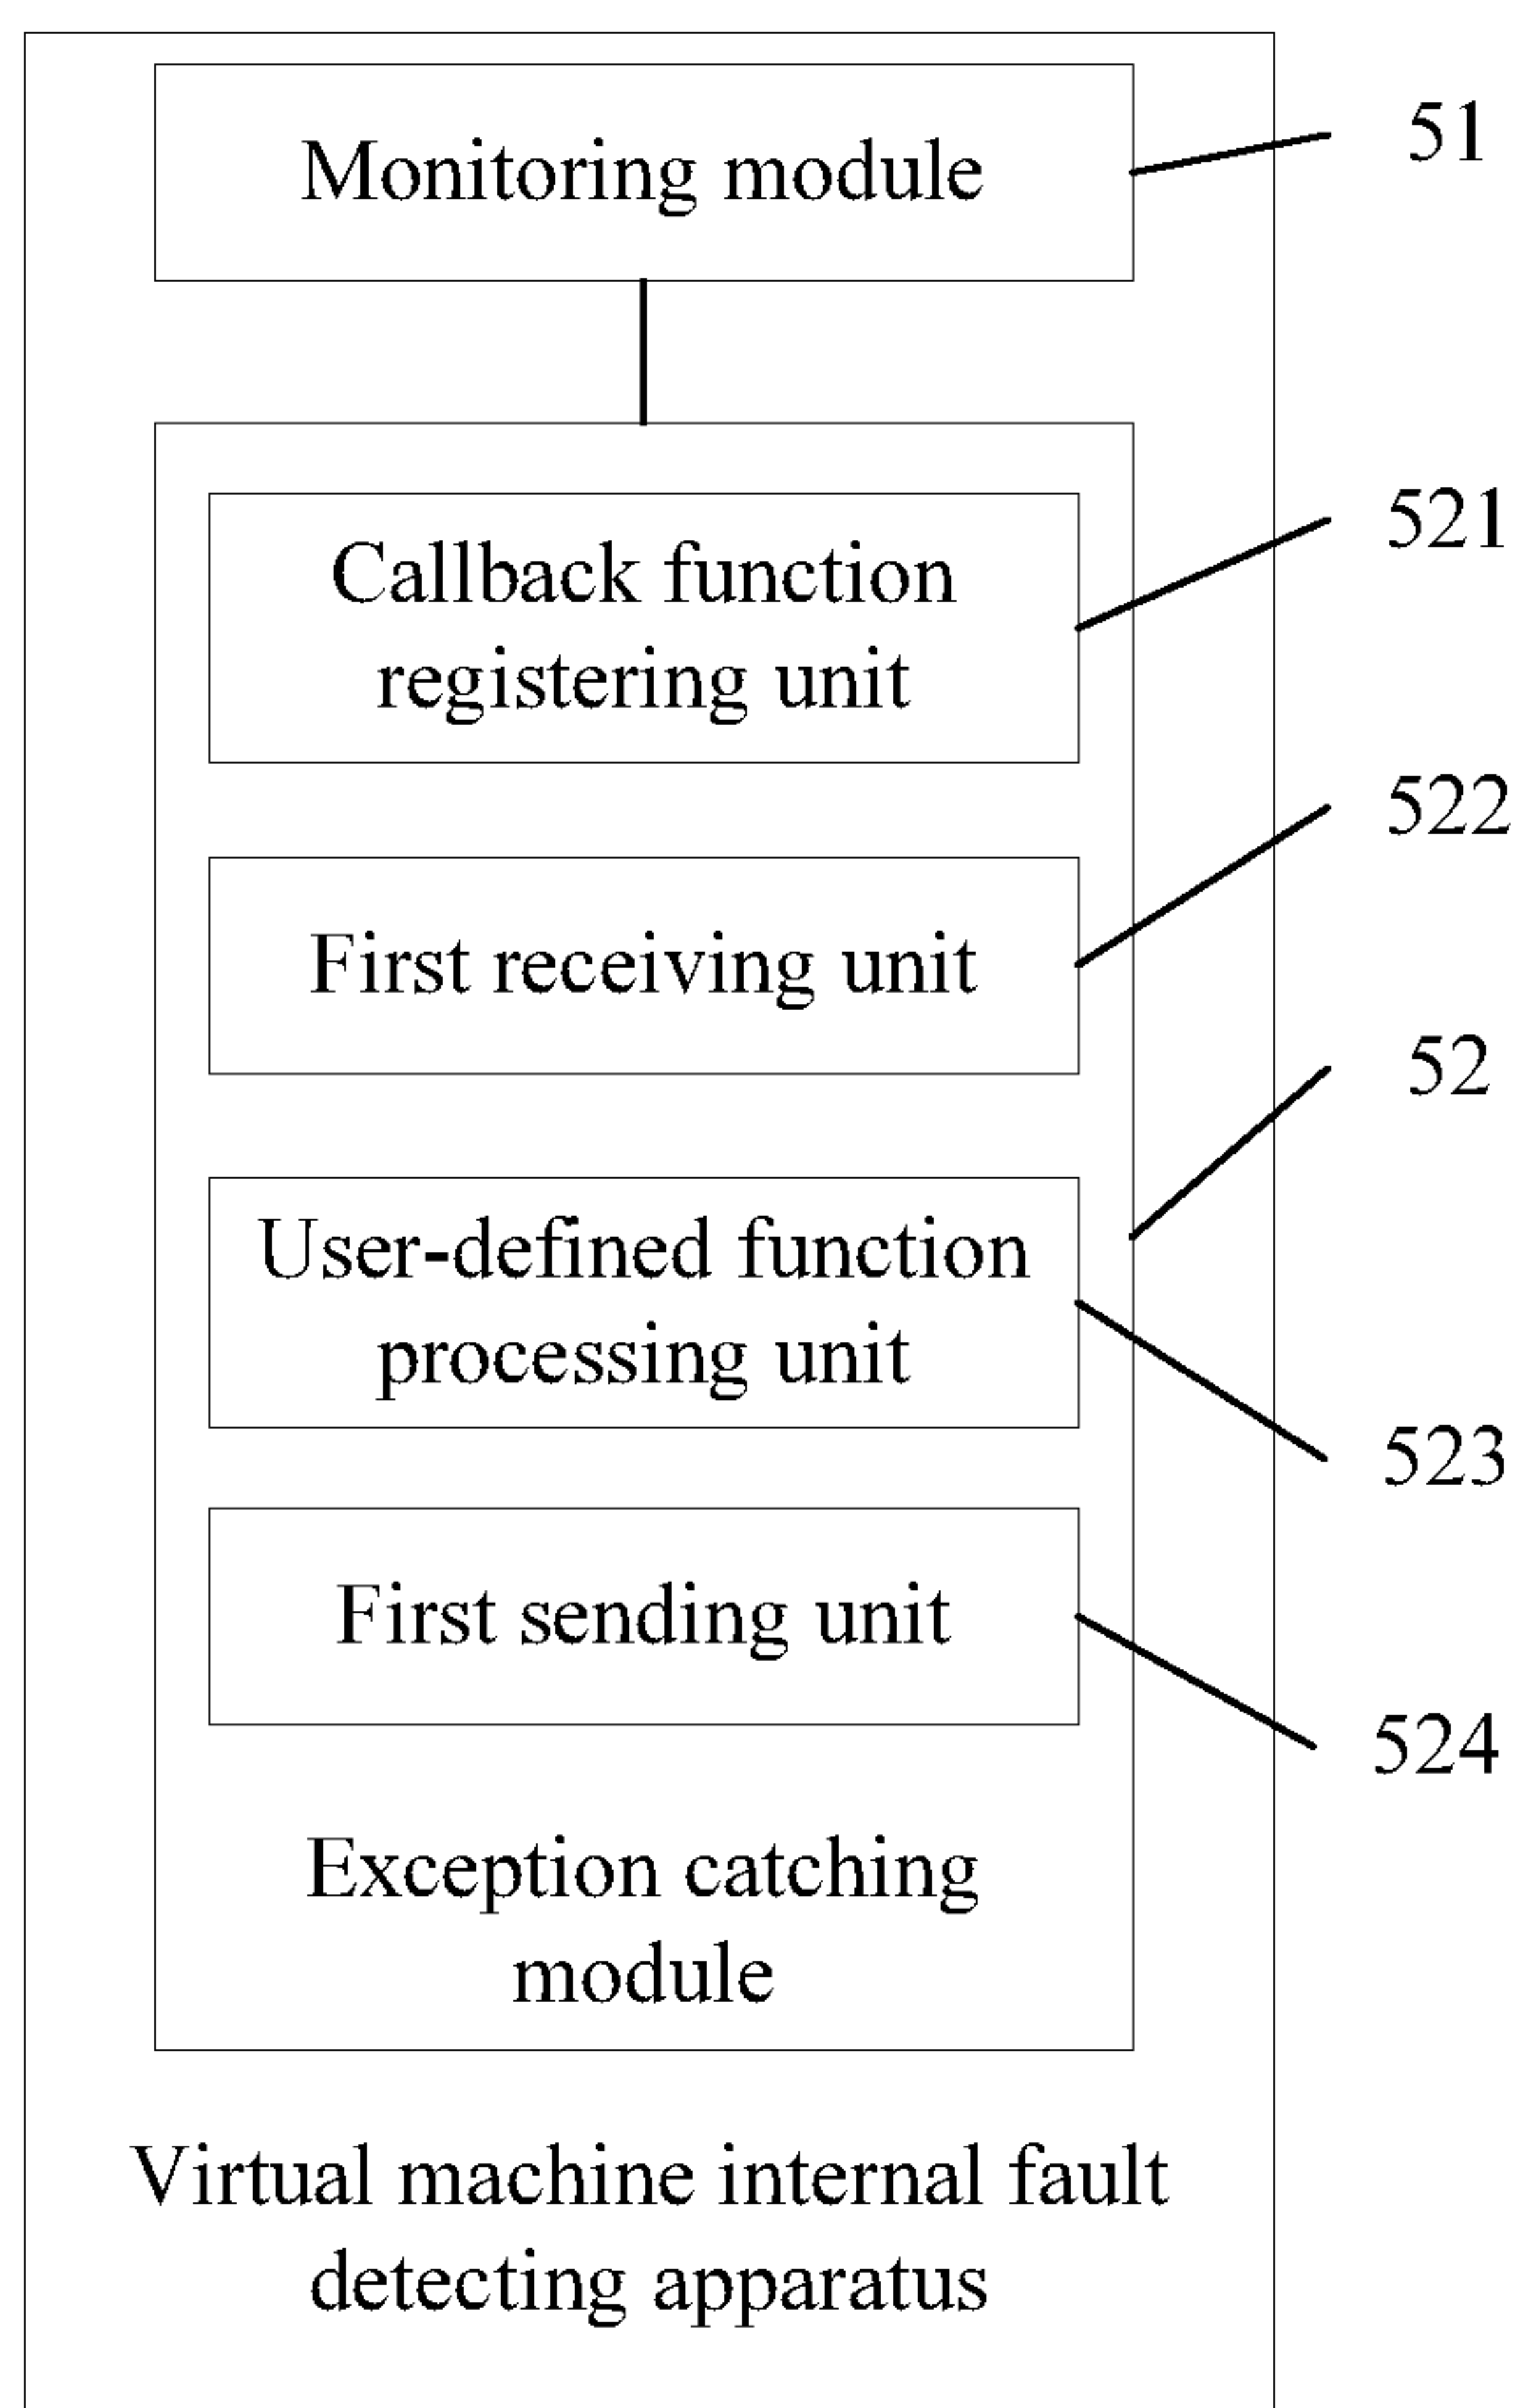 Monitoring module
51
Callback function
registering unit
521
First receiving unit
522
52
User-defined function
processing unit
523
First sending unit
524
Exception catching
module
Virtual machine internal fault
detecting apparatus